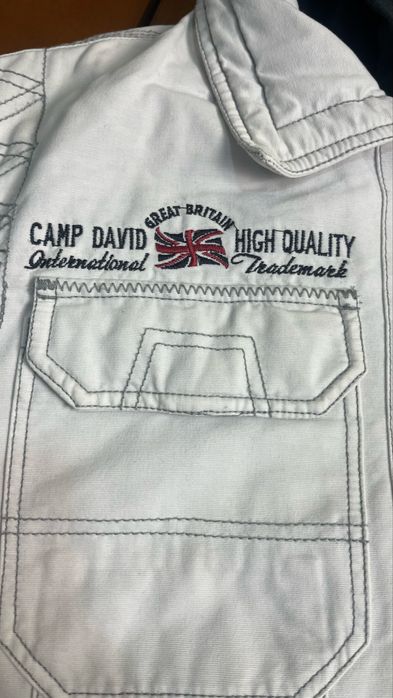 GREAT BRITAIN
CAMP DAVID HIGH QUALITY
International Trademark